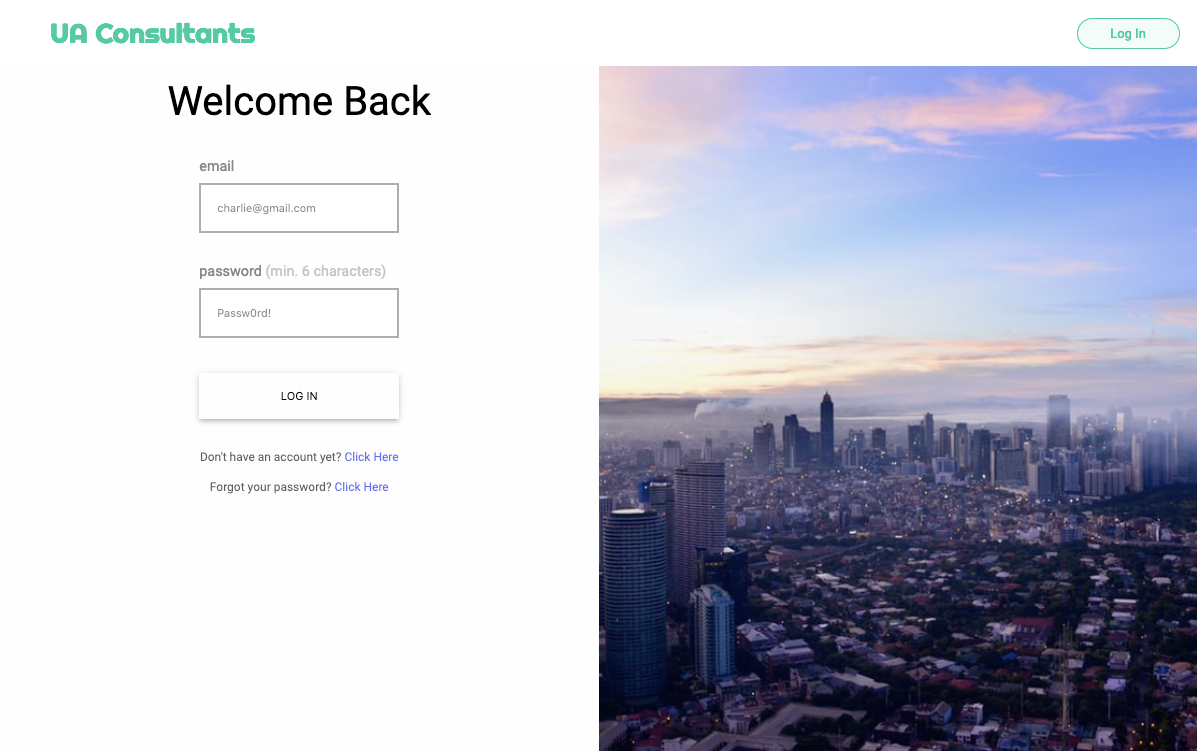 UA Consultants
Log In
Welcome Back
email
charlie@gmail.com
password (min. 6 characters)
Passw0rd!
LOG IN
Don't have an account yet? Click Here
Forgot your password? Click Here